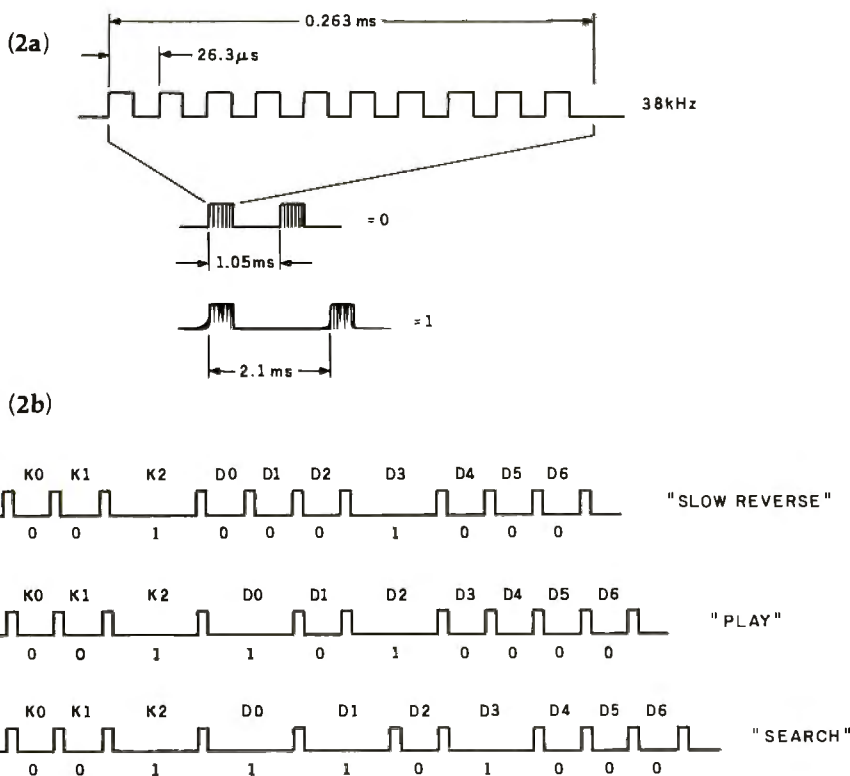 (2a)
0.263 ms
26.3μs
38kHz
= 0
1.05ms
= 1
2.1 ms
(2b)
K0 K1 K2 D0 D1 D2 D3 D4 D5 D6
"SLOW REVERSE"
0 0 1 0 0 0 1 0 0 0
K0 K1 K2 D0 D1 D2 D3 D4 D5 D6
"PLAY"
0 0 1 1 0 1 0 0 0 0
K0 K1 K2 D0 D1 D2 D3 D4 D5 D6
"SEARCH"
0 0 1 1 1 0 1 0 0 0